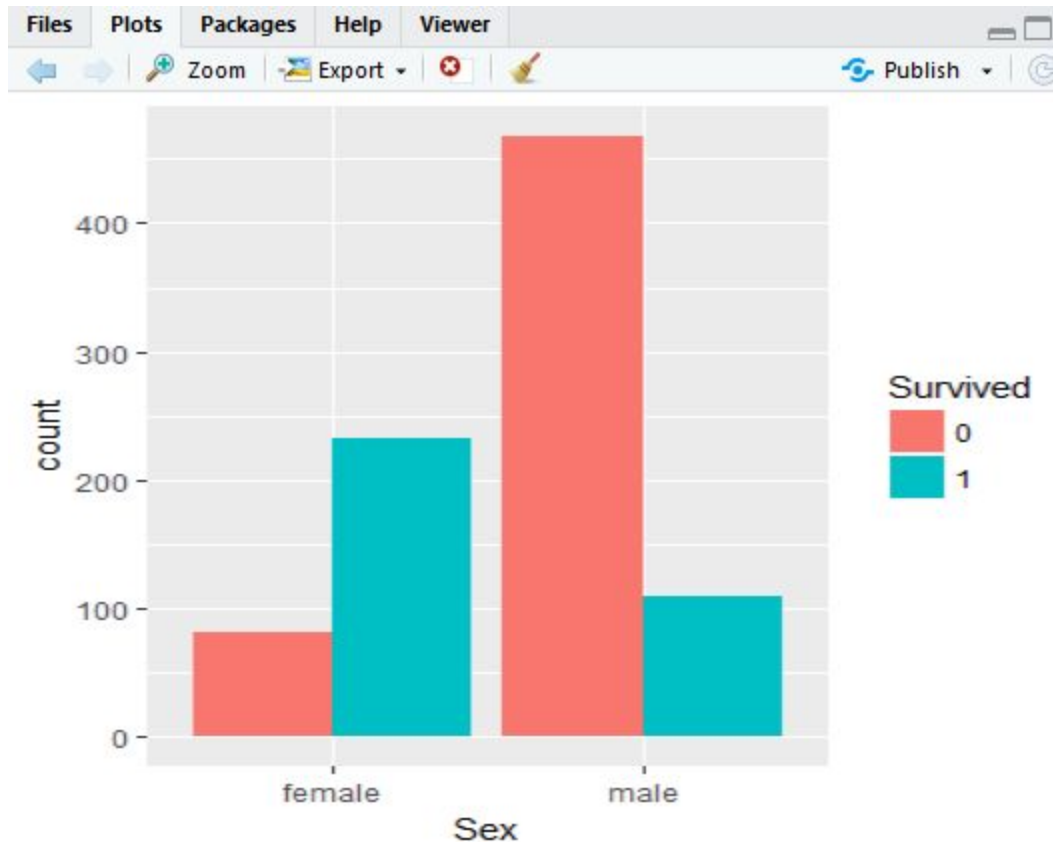 Files Plots Packages Help Viewer
Zoom Export Publish
400
300
200
100
0
count
female male
Sex
Survived
0
1